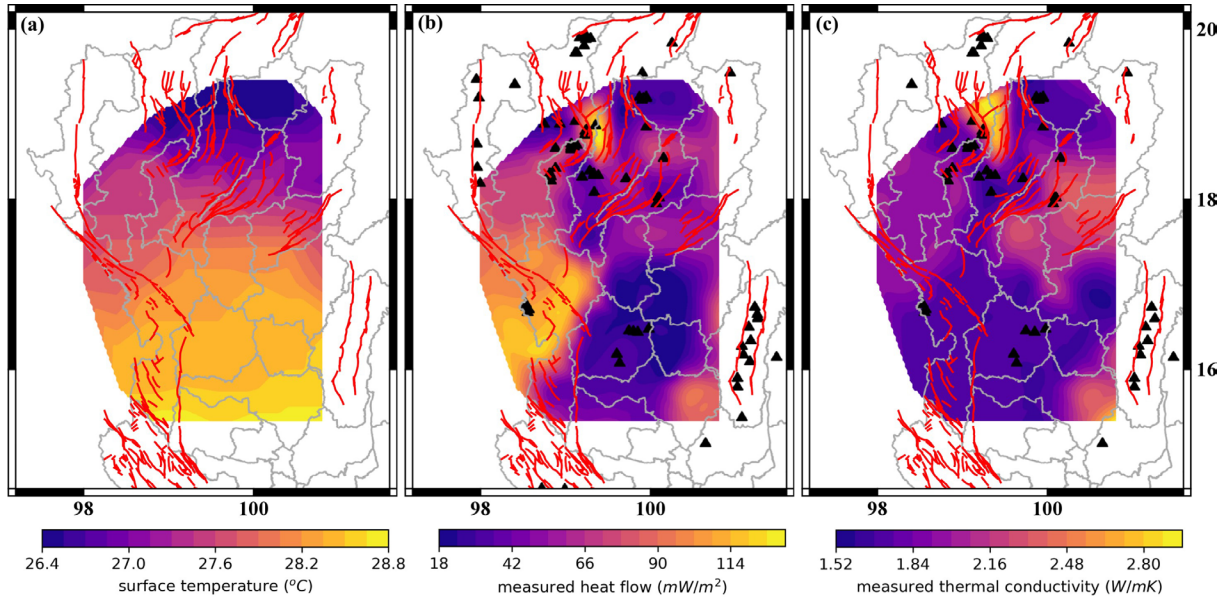 (a) (b) (c) 20
18
16
98 100 98 100 98 100
26.4 27.0 27.6 28.2 28.8 18 42 66 90 114 1.52 1.84 2.16 2.48 2.80
surface temperature (°C) measured heat flow (mW/m²) measured thermal conductivity (W/mK)